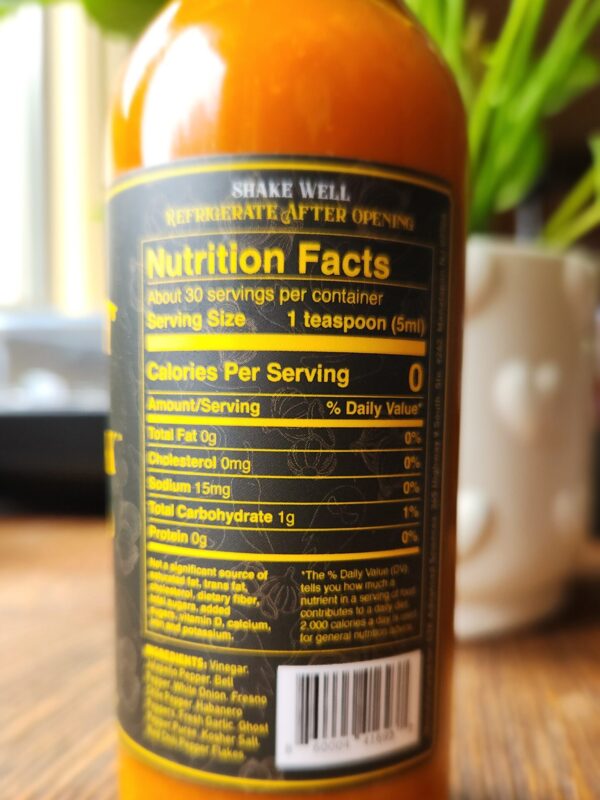 SHAKE WELL
REFRIGERATE AFTER OPENING
Nutrition Facts
About 30 servings per container
Serving Size 1 teaspoon (5ml)
Calories Per Serving 0
Amount/Serving % Daily Value*
Total Fat 0g 0%
Cholesterol 0mg 0%
Sodium 15mg 0%
Total Carbohydrate 1g 1%
Protein 0g 0%
Not a significant source of
saturated fat, trans fat,
cholesterol, dietary fiber,
total sugars, added
sugars, vitamin D, calcium,
iron and potassium.
*The % Daily Value (DV)
tells you how much a
nutrient in a serving of food
contributes to a daily diet.
2,000 calories a day is used
for general nutrition advice.
INGREDIENTS: Vinegar,
Pepper, Bell
Pepper, White Onion, Fresno
Chile Pepper, Habanero
Peppers, Fresh Garlic, Ghost
Pepper Puree, Kosher Salt,
Red Chili Pepper Flakes